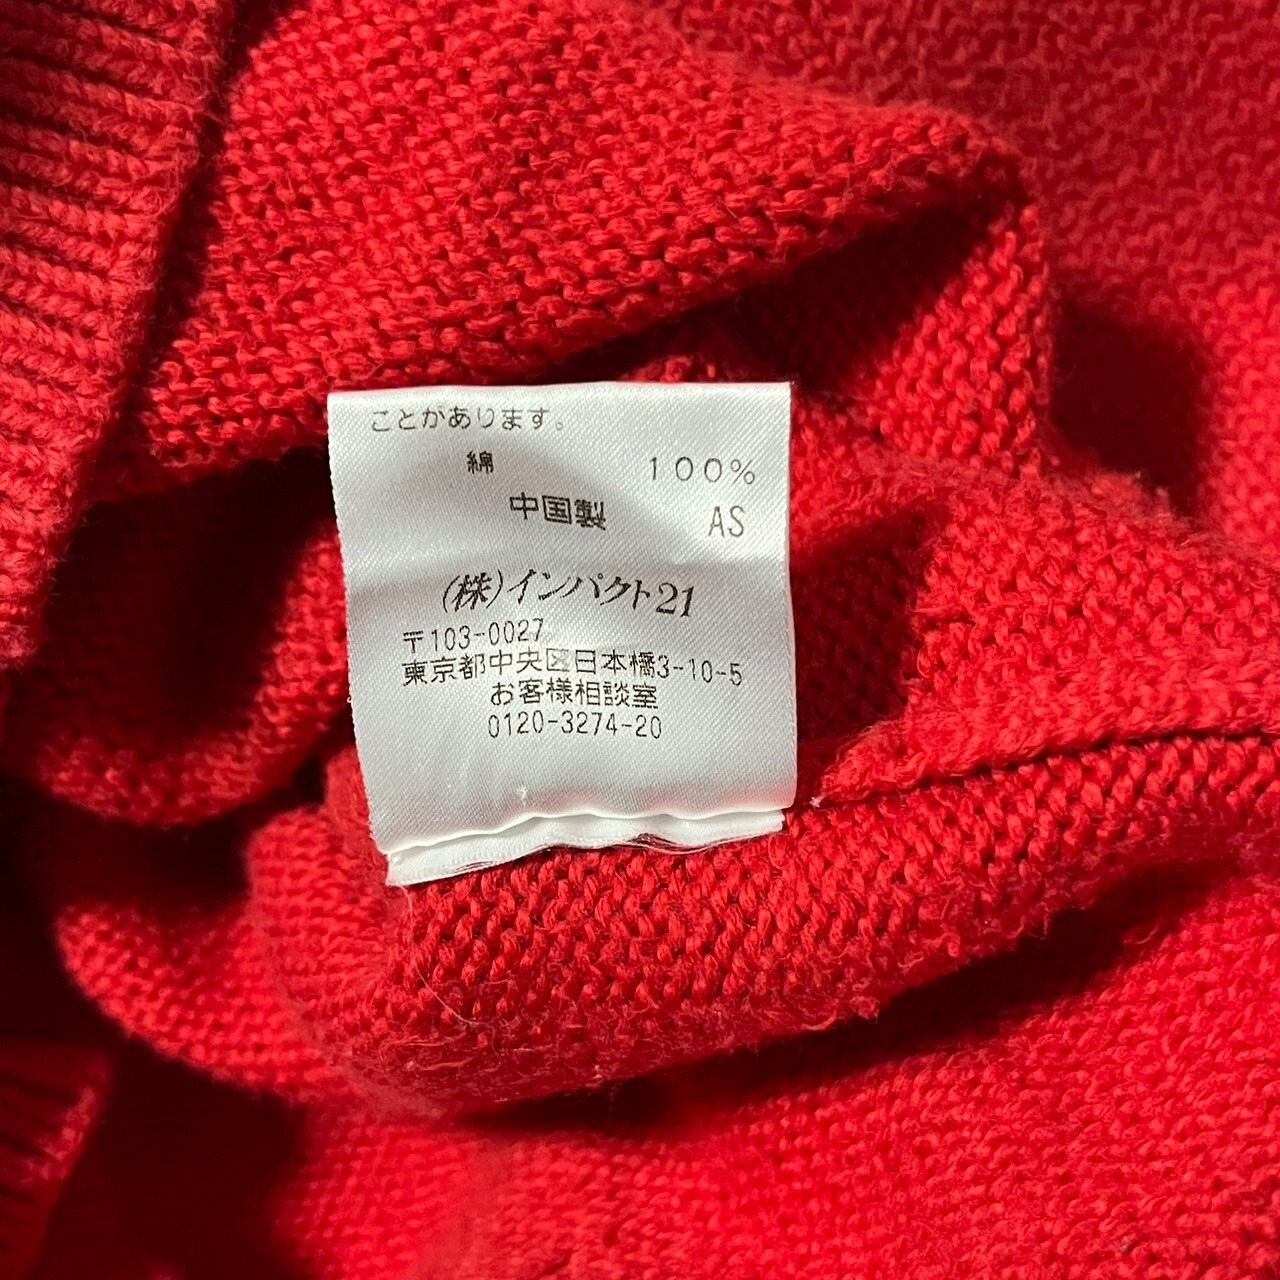 ことがあります。
綿 100%
中国製 AS
(株)インパクト21
〒103-0027
東京都中央区日本橋3-10-5
お客様相談室
0120-3274-20